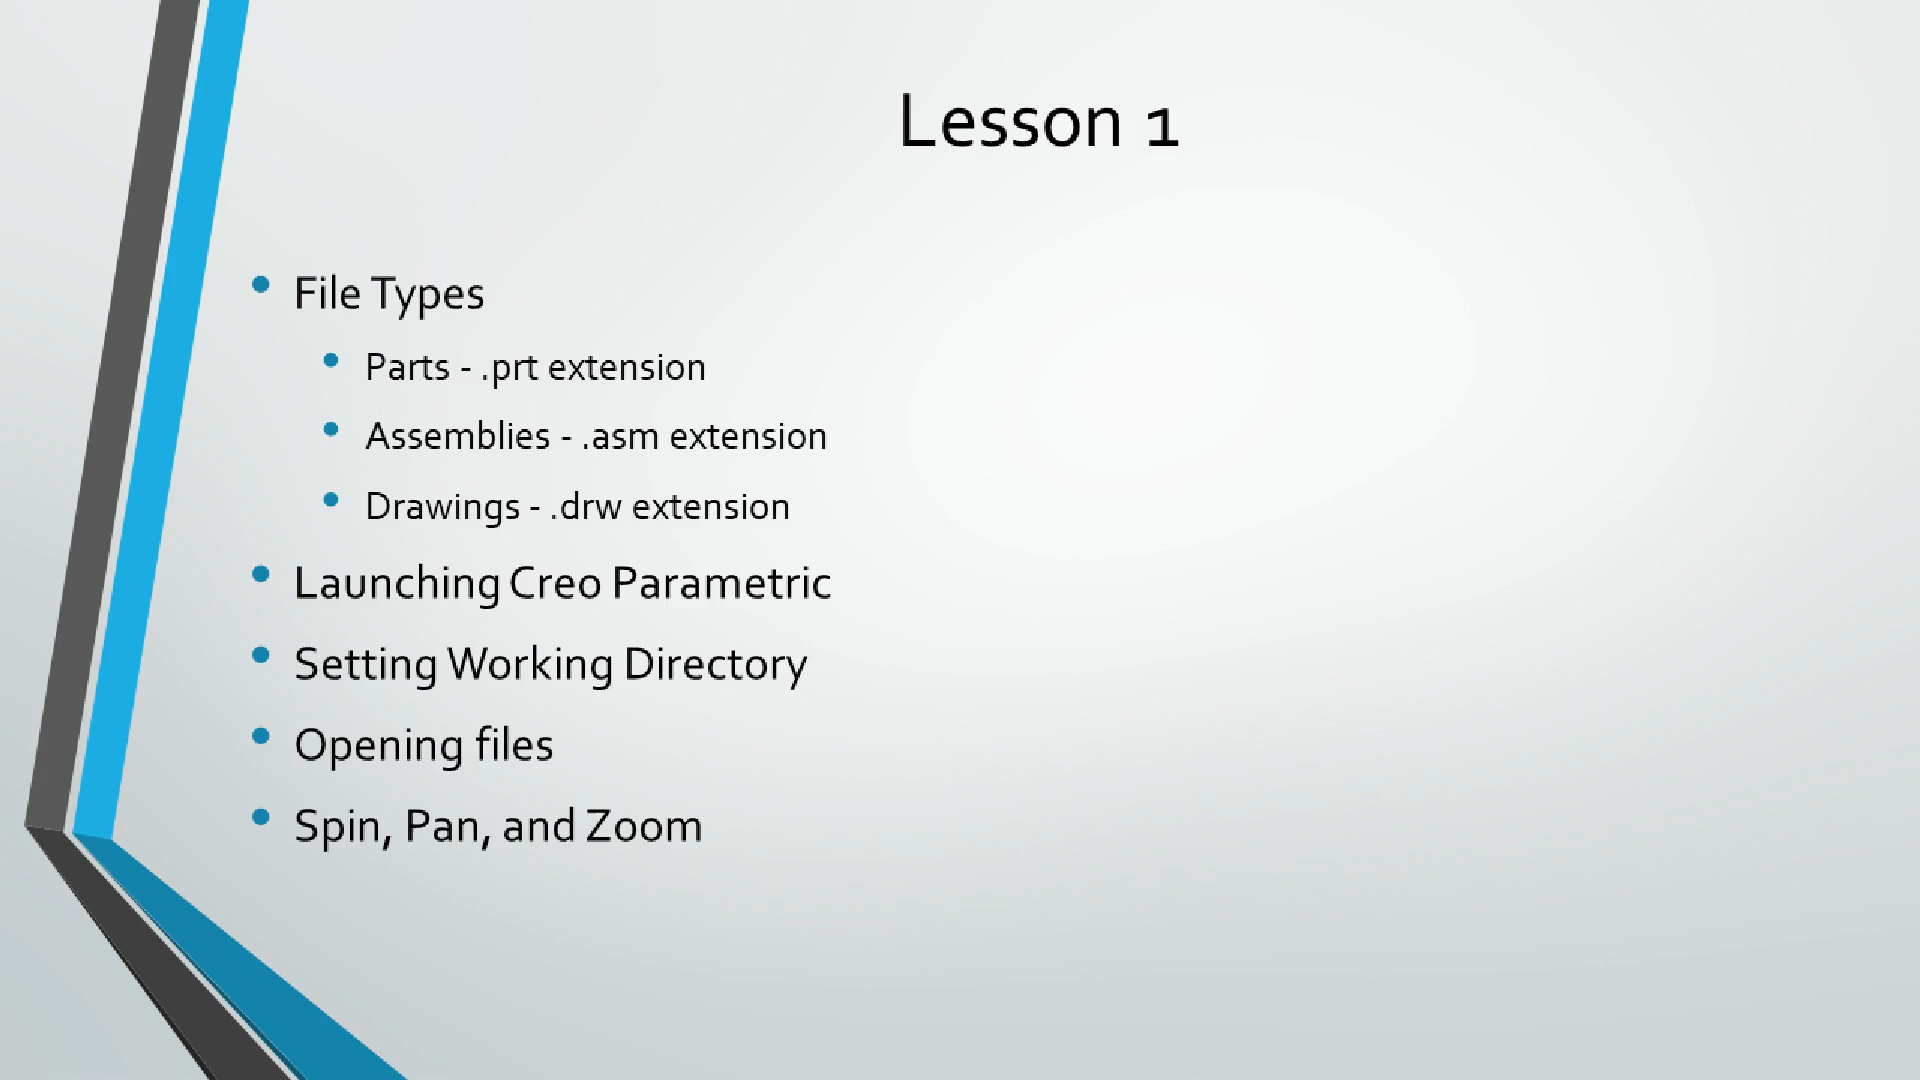 Lesson 1
• File Types
• Parts - .prt extension
• Assemblies - .asm extension
• Drawings - .drw extension
• Launching Creo Parametric
• Setting Working Directory
• Opening files
• Spin, Pan, and Zoom